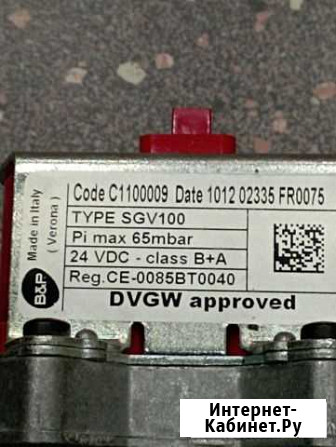 Made in Italy
( Verona )
B&P
Code C1100009 Date 1012 02335 FR0075
TYPE SGV100
Pi max 65mbar
24 VDC - class B+A
Reg.CE-0085BT0040
DVGW approved
Интернет-
Кабинет.Ру